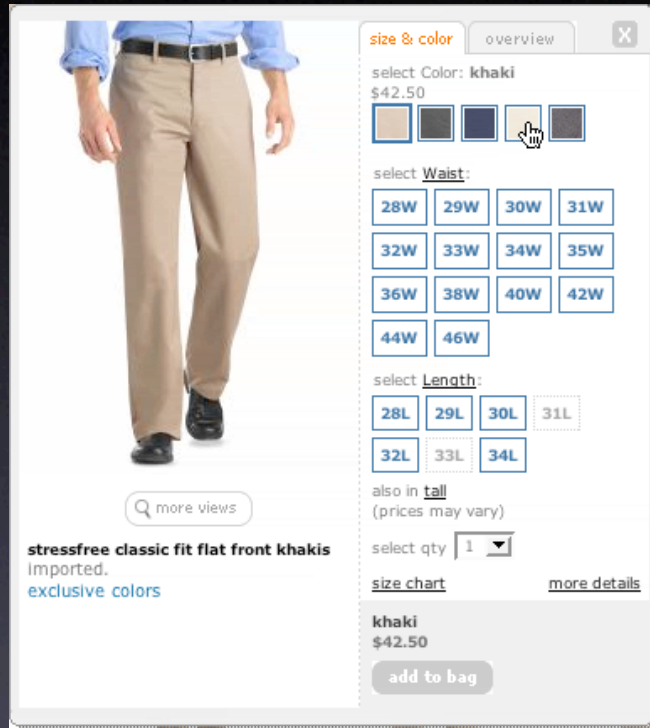 size & color
overview
X
select Color: khaki
$42.50
select Waist:
28W 29W 30W 31W
32W 33W 34W 35W
36W 38W 40W 42W
44W 46W
select Length:
28L 29L 30L 31L
32L 33L 34L
also in tall
(prices may vary)
select qty 1
size chart more details
khaki
$42.50
add to bag
more views
stressfree classic fit flat front khakis
imported.
exclusive colors